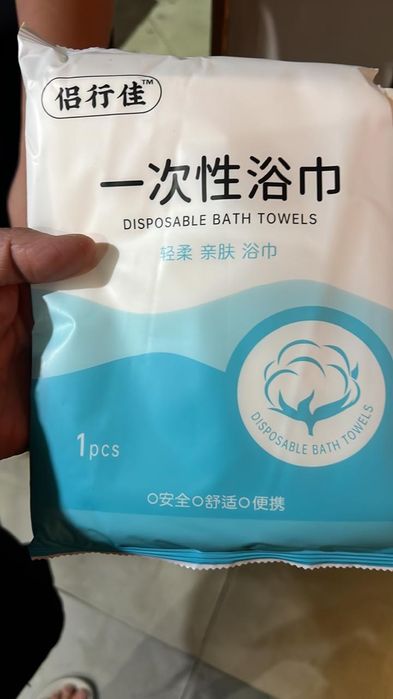 侣行佳™
一次性浴巾
DISPOSABLE BATH TOWELS
轻柔 亲肤 浴巾
DISPOSABLE BATH TOWELS
1pcs
安全 舒适 便携